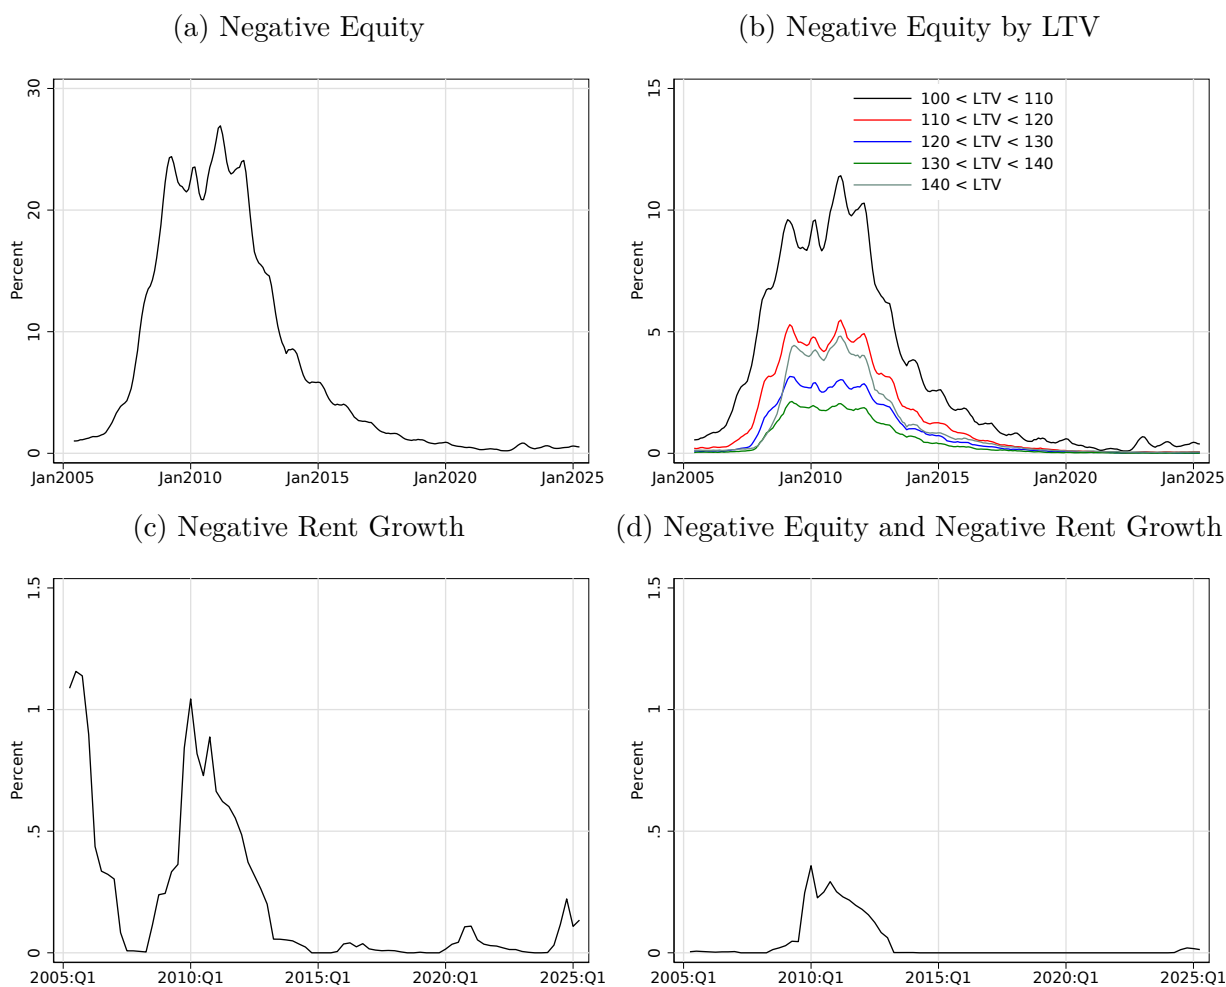 (a) Negative Equity
30
20
10
0
Percent
Jan2005 Jan2010 Jan2015 Jan2020 Jan2025
(b) Negative Equity by LTV
15
10
5
0
Percent
100 < LTV < 110
110 < LTV < 120
120 < LTV < 130
130 < LTV < 140
140 < LTV
Jan2005 Jan2010 Jan2015 Jan2020 Jan2025
(c) Negative Rent Growth
1.5
1
.5
0
Percent
2005:Q1 2010:Q1 2015:Q1 2020:Q1 2025:Q1
(d) Negative Equity and Negative Rent Growth
1.5
1
.5
0
Percent
2005:Q1 2010:Q1 2015:Q1 2020:Q1 2025:Q1